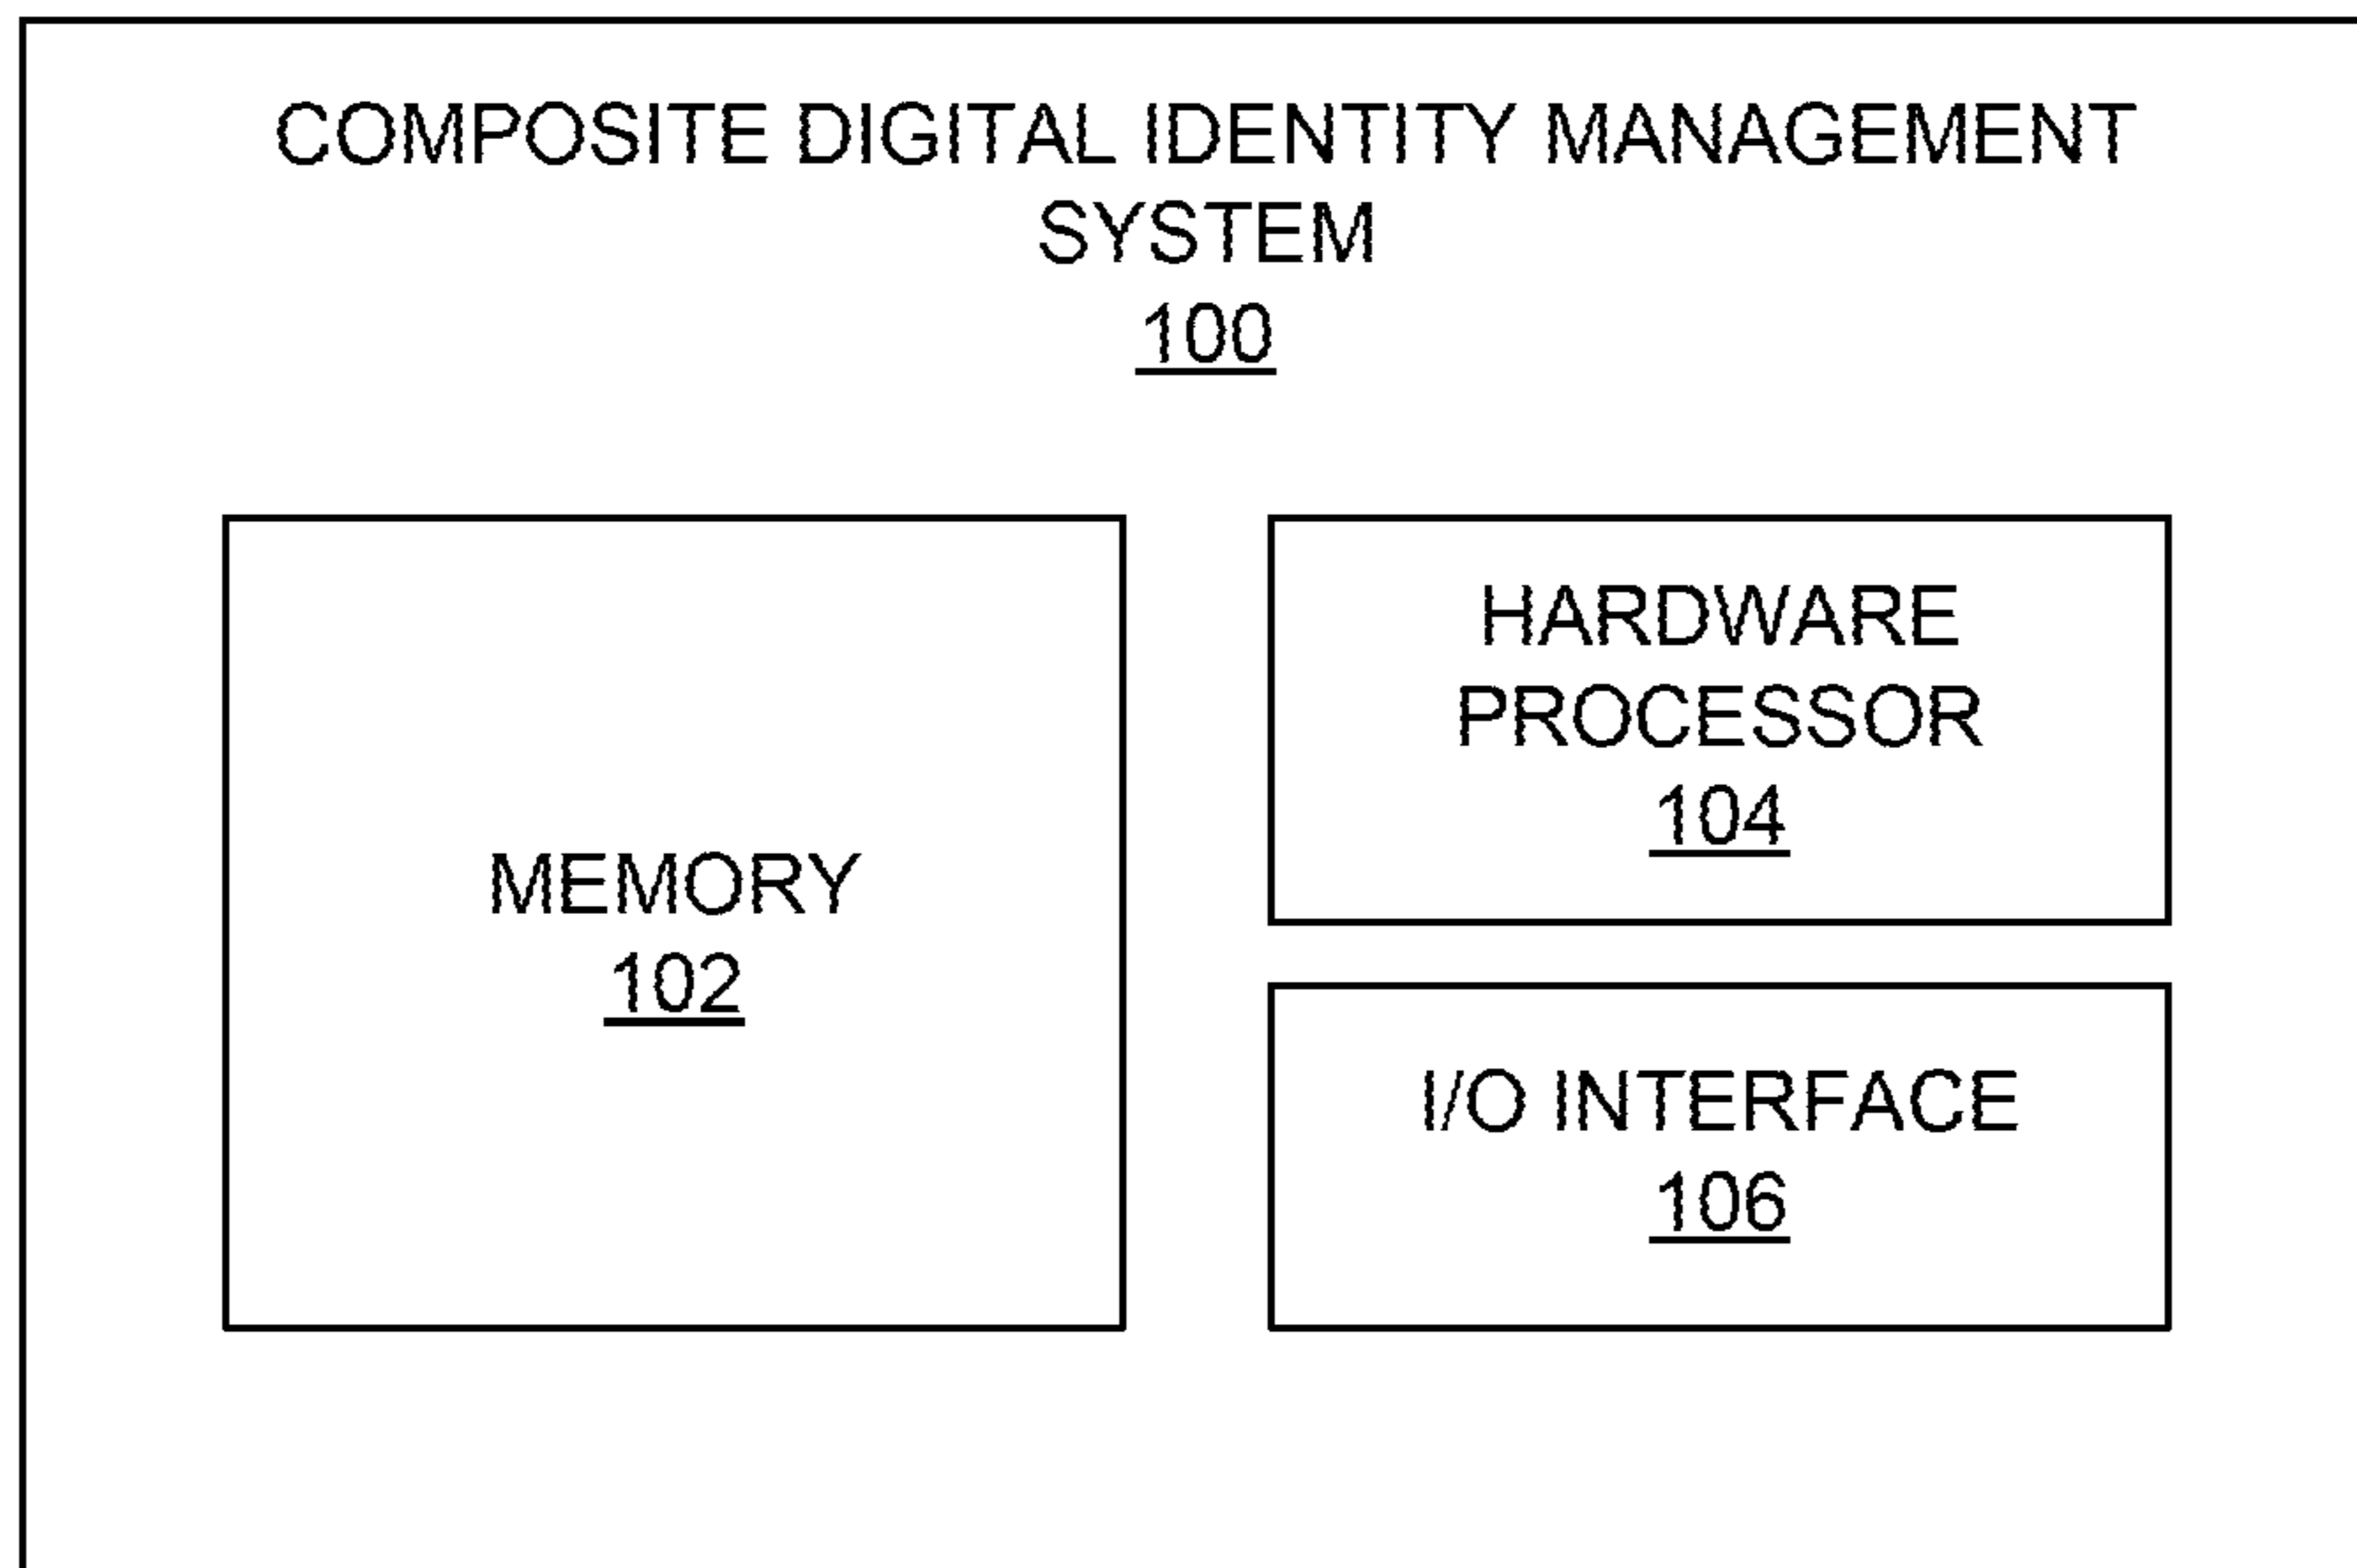 COMPOSITE DIGITAL IDENTITY MANAGEMENT
SYSTEM
100
MEMORY
102
HARDWARE
PROCESSOR
104
I/O INTERFACE
106